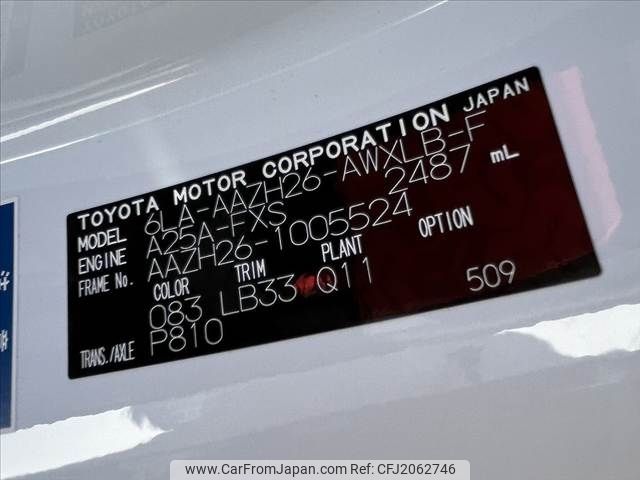 TOYOTA MOTOR CORPORATION JAPAN
MODEL 6LA-AAZH26-AWXLB-F
ENGINE A25A-FXS 2487 mL
FRAME No. AAZH26-1005524
COLOR TRIM PLANT OPTION
083 LB33 Q11 509
TRANS./AXLE P810
www.CarFromJapan.com | © CarFromJapan: CFJ2062746